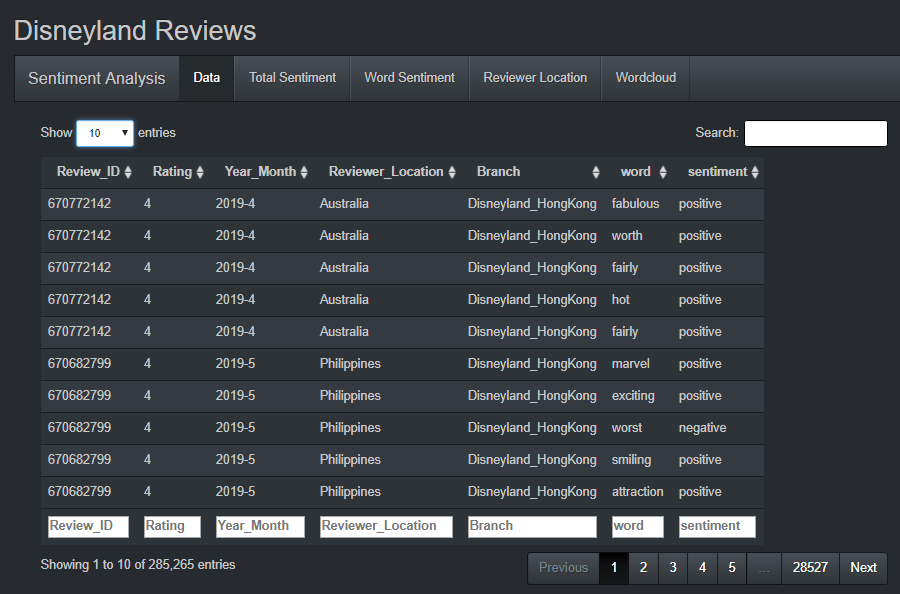 Disneyland Reviews
Sentiment Analysis Data Total Sentiment Word Sentiment Reviewer Location Wordcloud
Show 10 entries Search:
Review_ID Rating Year_Month Reviewer_Location Branch word sentiment
670772142 4 2019-4 Australia Disneyland_HongKong fabulous positive
670772142 4 2019-4 Australia Disneyland_HongKong worth positive
670772142 4 2019-4 Australia Disneyland_HongKong fairly positive
670772142 4 2019-4 Australia Disneyland_HongKong hot positive
670772142 4 2019-4 Australia Disneyland_HongKong fairly positive
670682799 4 2019-5 Philippines Disneyland_HongKong marvel positive
670682799 4 2019-5 Philippines Disneyland_HongKong exciting positive
670682799 4 2019-5 Philippines Disneyland_HongKong worst negative
670682799 4 2019-5 Philippines Disneyland_HongKong smiling positive
670682799 4 2019-5 Philippines Disneyland_HongKong attraction positive
Review_ID Rating Year_Month Reviewer_Location Branch word sentiment
Showing 1 to 10 of 285,265 entries Previous 1 2 3 4 5 ... 28527 Next